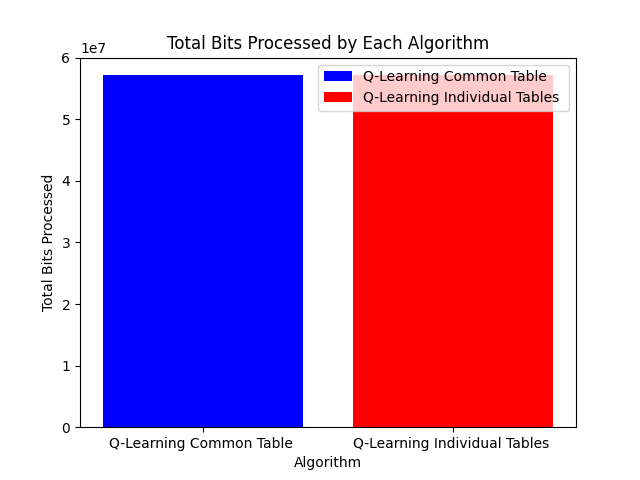 Total Bits Processed by Each Algorithm
1e7
Q-Learning Common Table
Q-Learning Individual Tables
6
5
4
3
2
1
0
Total Bits Processed
Q-Learning Common Table
Q-Learning Individual Tables
Algorithm